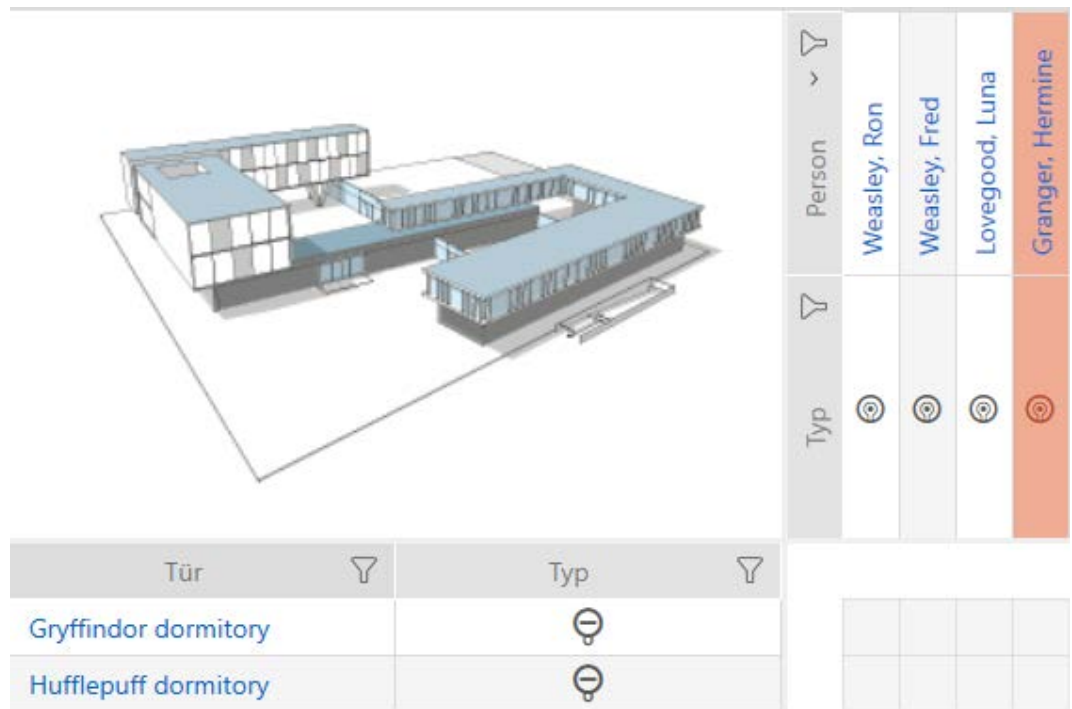 Person
Weasley, Ron
Weasley, Fred
Lovegood, Luna
Granger, Hermine
Typ
Tür
Typ
Gryffindor dormitory
Hufflepuff dormitory